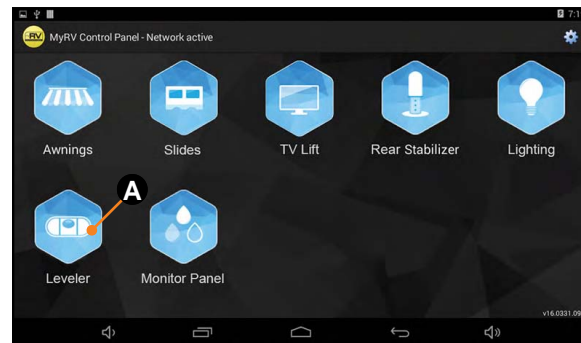 7:1
RV MyRV Control Panel - Network active
Awnings Slides TV Lift Rear Stabilizer Lighting
A
Leveler Monitor Panel
v16.0331.09